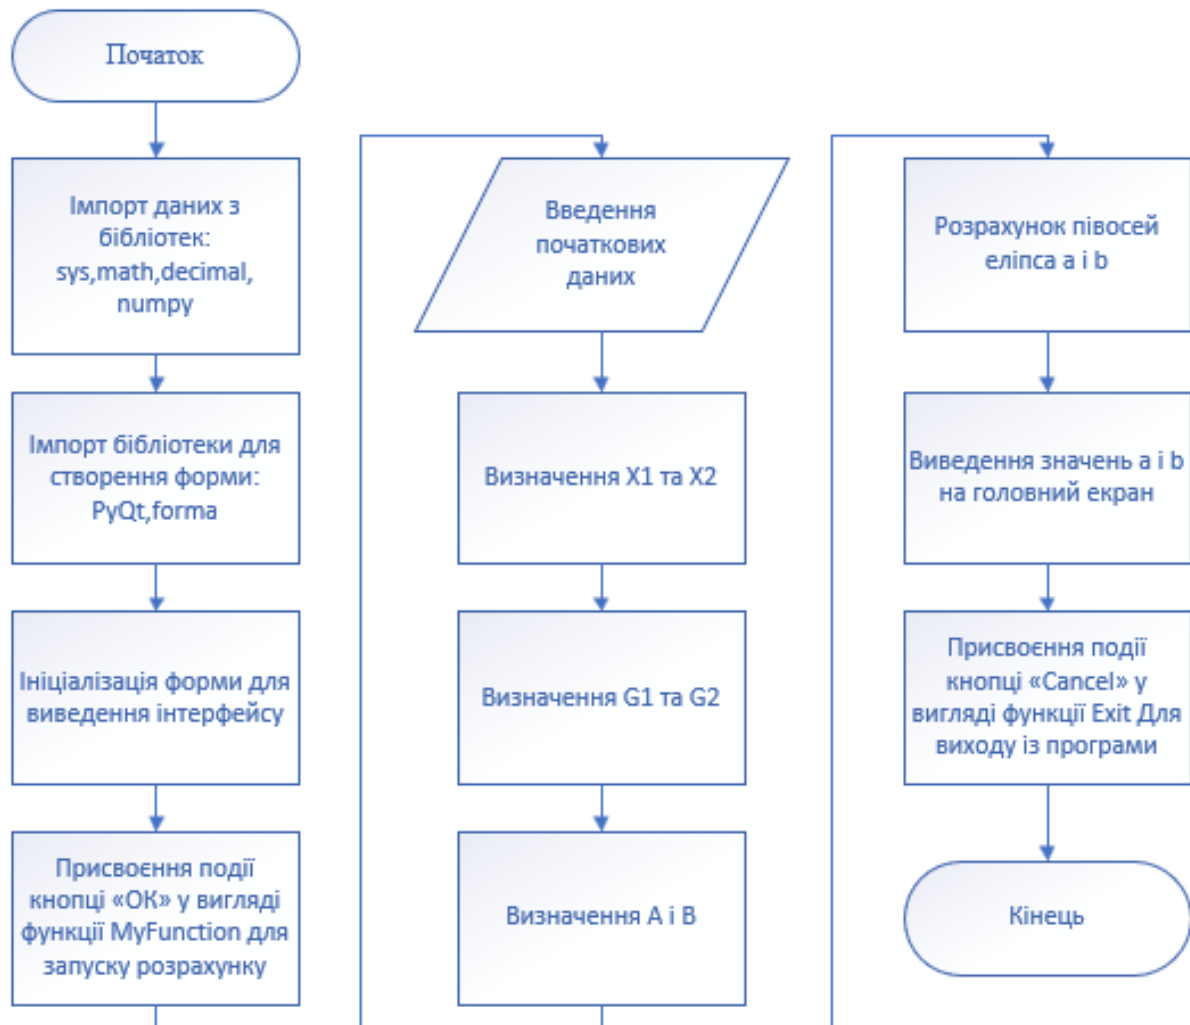 Початок
Імпорт даних з
бібліотек:
sys,math,decimal,
numpy
Імпорт бібліотеки для
створення форми:
PyQt,forma
Ініціалізація форми для
виведення інтерфейсу
Присвоєння події
кнопці «ОК» у вигляді
функції MyFunction для
запуску розрахунку
Введення
початкових
даних
Визначення X1 та X2
Визначення G1 та G2
Визначення А і В
Розрахунок півосей
еліпса a і b
Виведення значень a і b
на головний екран
Присвоєння події
кнопці «Cancel» у
вигляді функції Exit Для
виходу із програми
Кінець